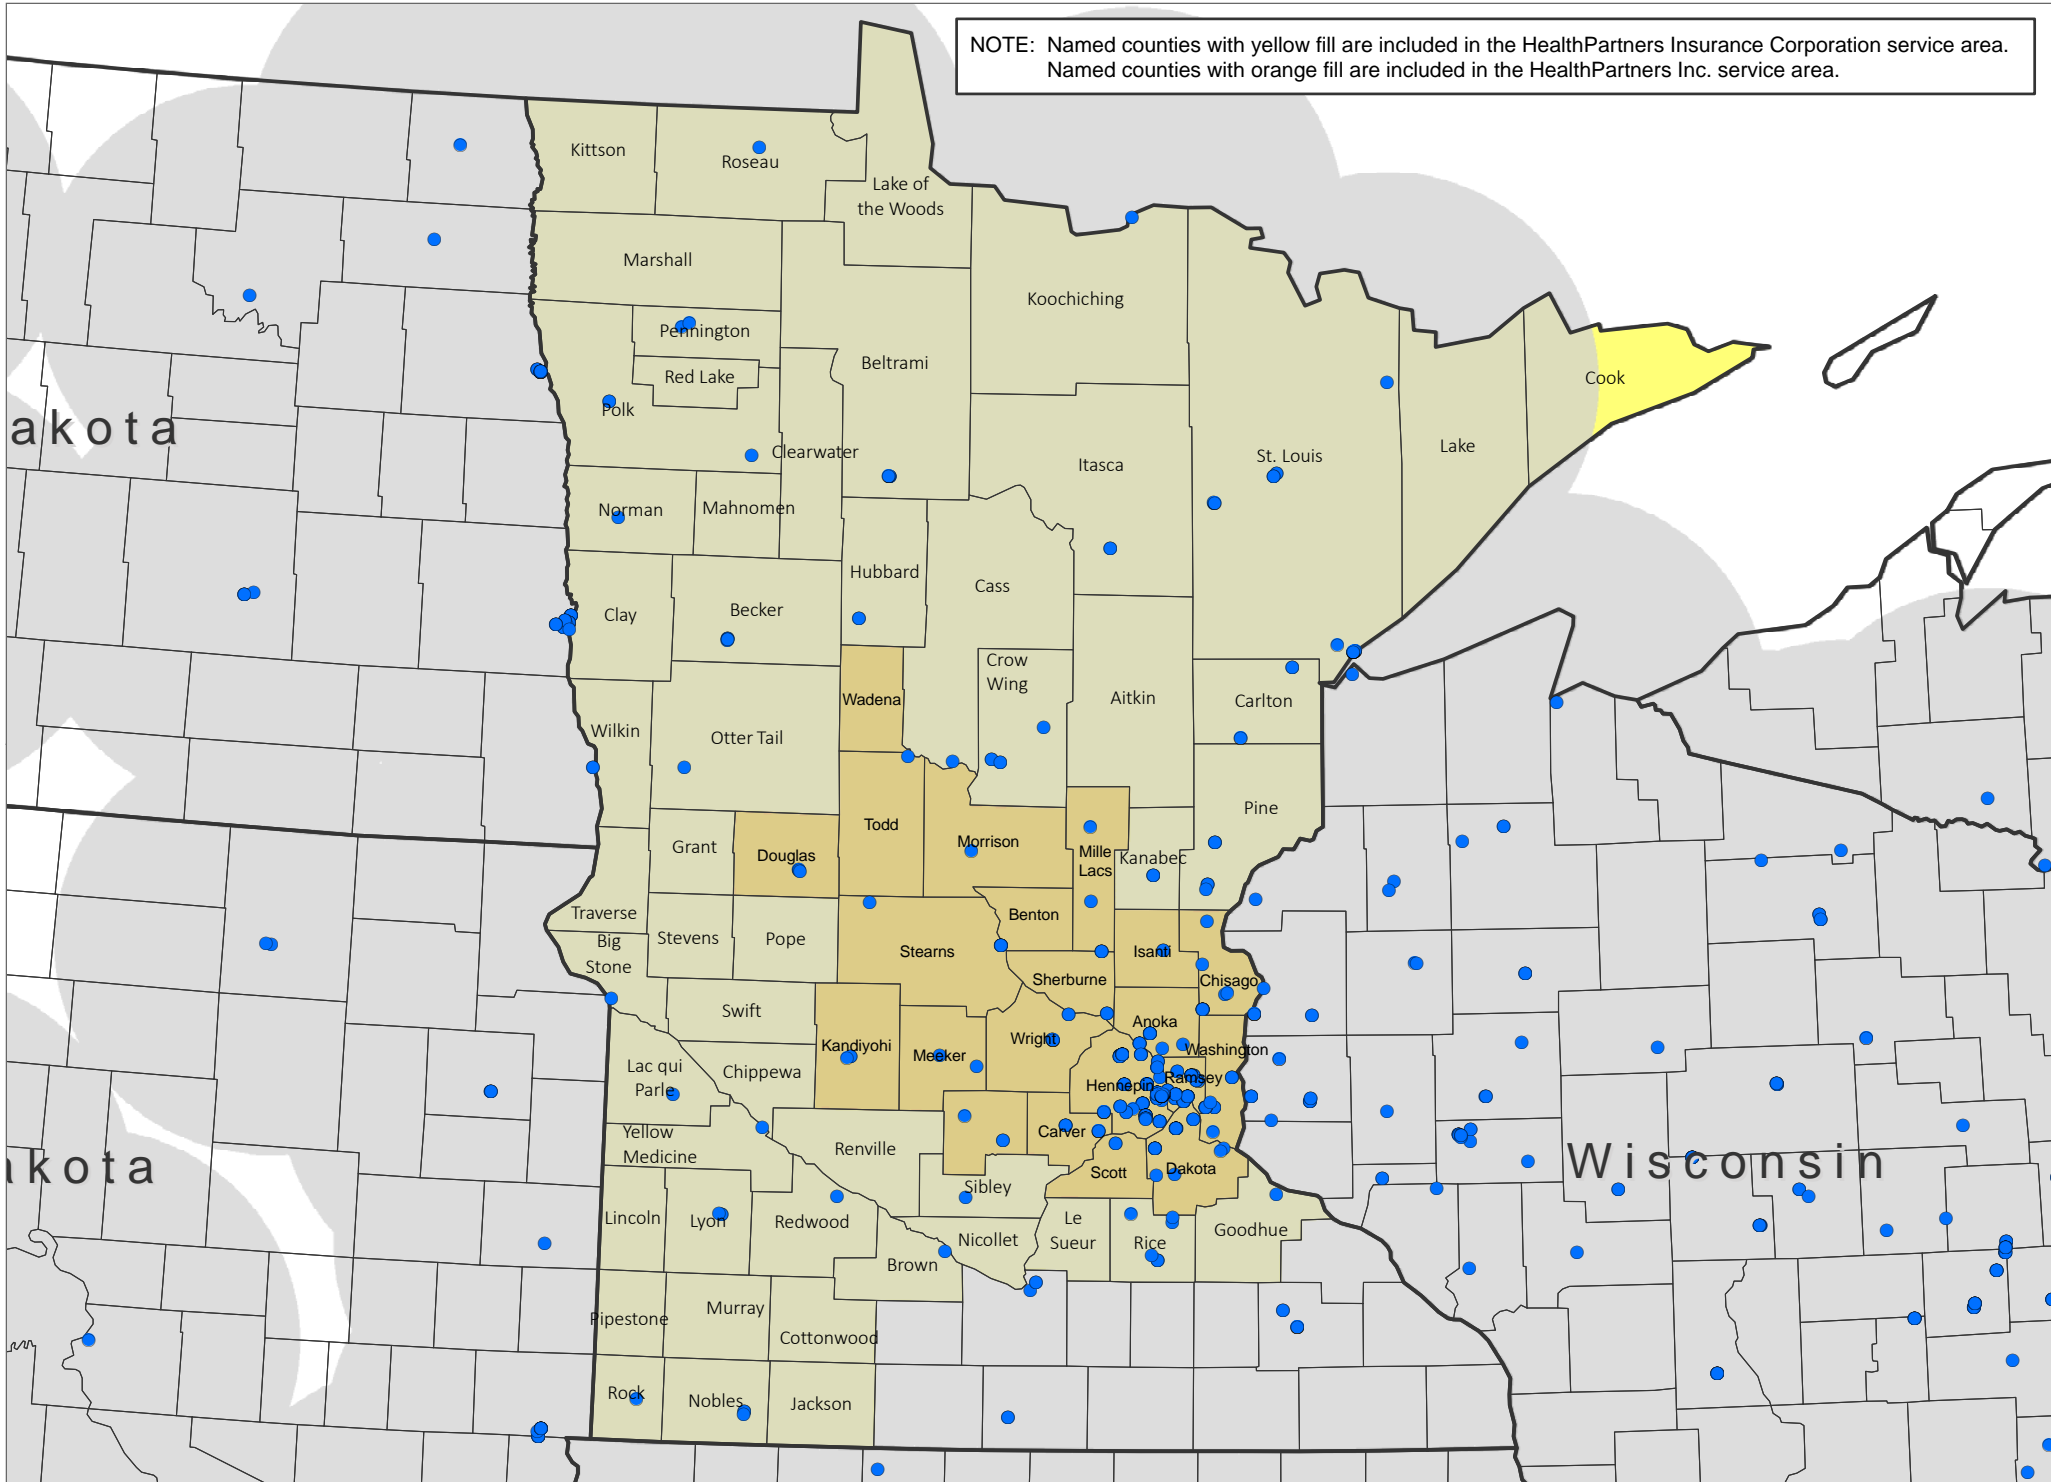 NOTE: Named counties with yellow fill are included in the HealthPartners Insurance Corporation service area.
Named counties with orange fill are included in the HealthPartners Inc. service area.
Kittson
Roseau
Lake of
the Woods
Marshall
Koochiching
Pennington
Beltrami
Red Lake
Cook
Polk
akota
Clearwater
Itasca
St. Louis
Lake
Norman
Mahnomen
Hubbard
Cass
Clay
Becker
Crow
Wing
Wadena
Aitkin
Carlton
Wilkin
Otter Tail
Pine
Todd
Grant
Douglas
Morrison
Mille
Lacs
Kanabec
Traverse
Benton
Stevens
Pope
Big
Stone
Stearns
Isanti
Sherburne
Chisago
Swift
Anoka
Kandiyohi
Meeker
Wright
Washington
Lac qui
Parle
Chippewa
Hennepin
Ramsey
Yellow
Medicine
Renville
Carver
akota
Scott
Dakota
Wisconsin
Sibley
Lincoln
Lyon
Redwood
Le
Sueur
Rice
Goodhue
Nicollet
Brown
Pipestone
Murray
Cottonwood
Rock
Nobles
Jackson